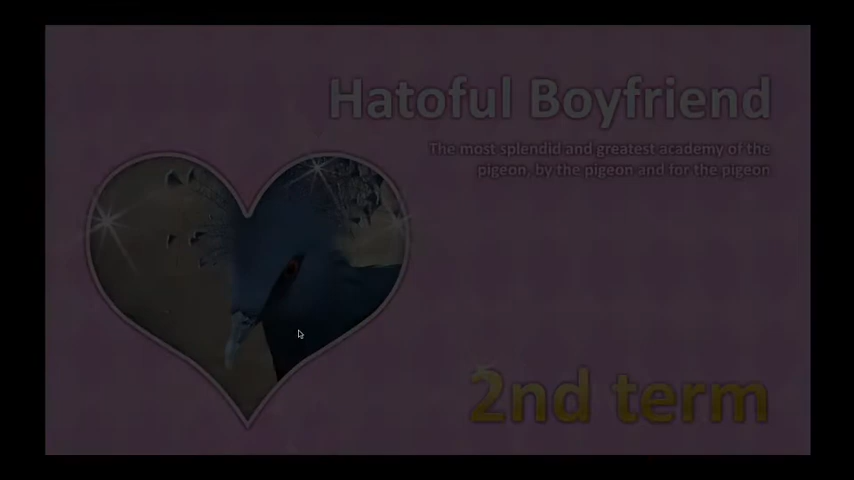 Hatoful Boyfriend
The most splendid and greatest academy of the
pigeon, by the pigeon and for the pigeon
2nd term